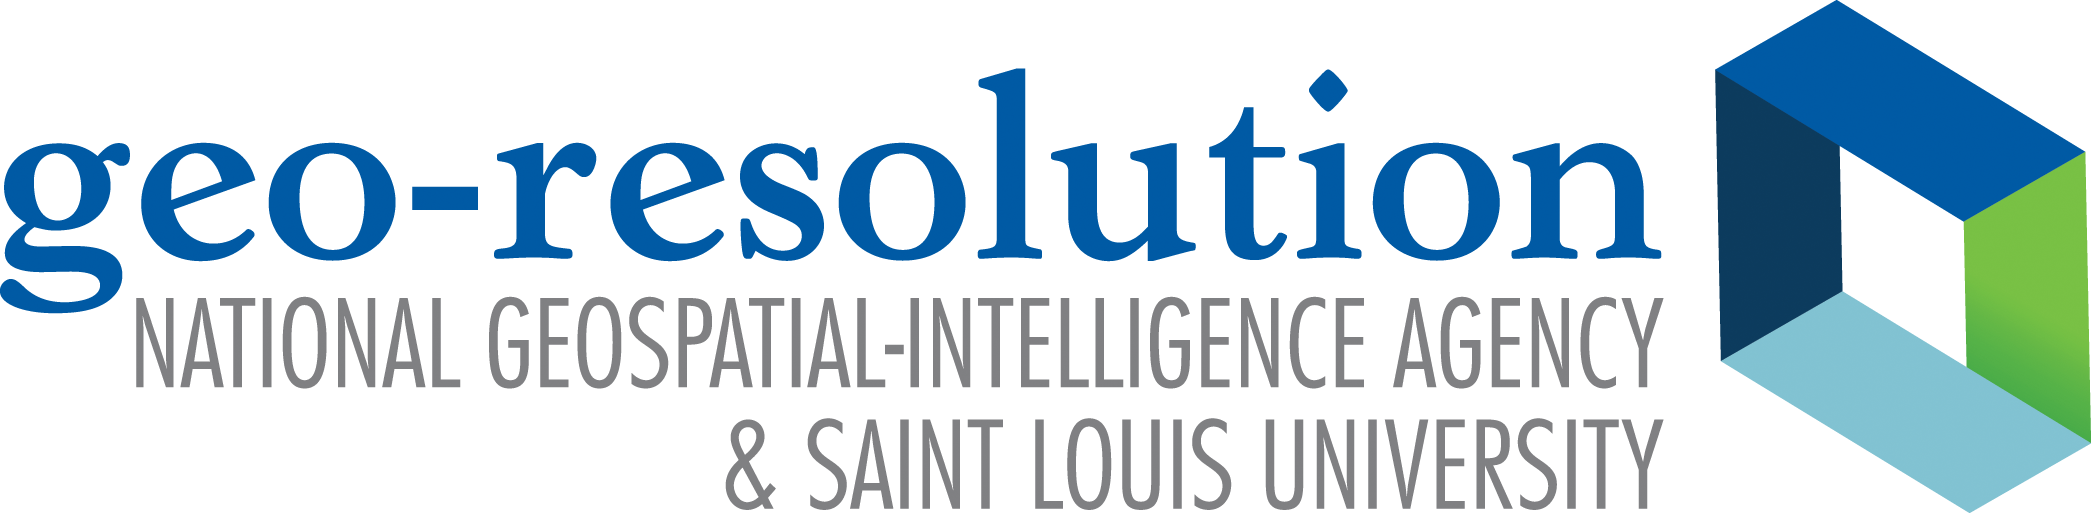 geo-resolution
NATIONAL GEOSPATIAL-INTELLIGENCE AGENCY
& SAINT LOUIS UNIVERSITY